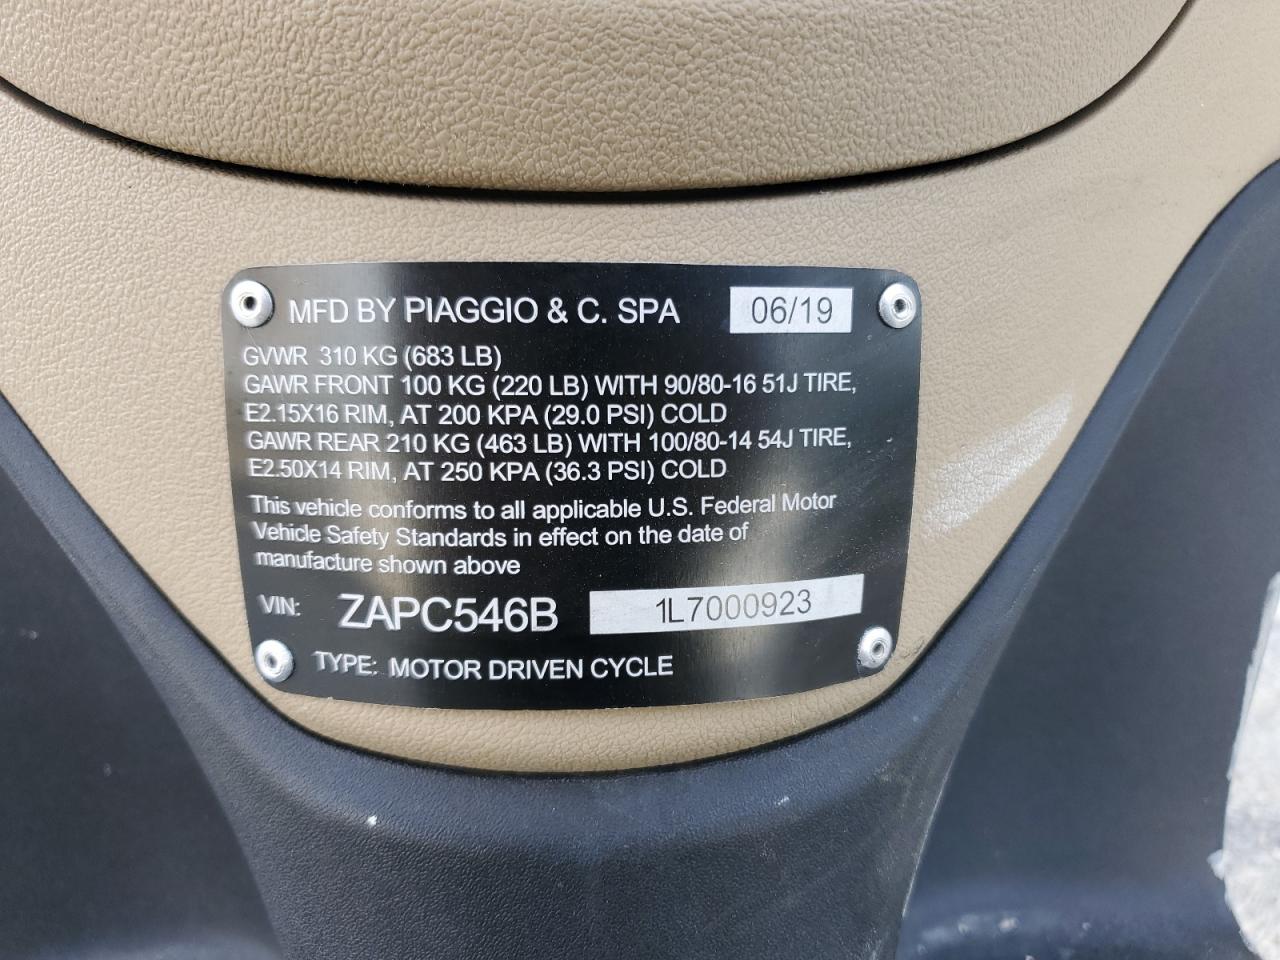 MFD BY PIAGGIO & C. SPA 06/19
GVWR 310 KG (683 LB)
GAWR FRONT 100 KG (220 LB) WITH 90/80-16 51J TIRE,
E2.15X16 RIM, AT 200 KPA (29.0 PSI) COLD
GAWR REAR 210 KG (463 LB) WITH 100/80-14 54J TIRE,
E2.50X14 RIM, AT 250 KPA (36.3 PSI) COLD
This vehicle conforms to all applicable U.S. Federal Motor
Vehicle Safety Standards in effect on the date of
manufacture shown above
VIN: ZAPC546B 1L7000923
TYPE: MOTOR DRIVEN CYCLE